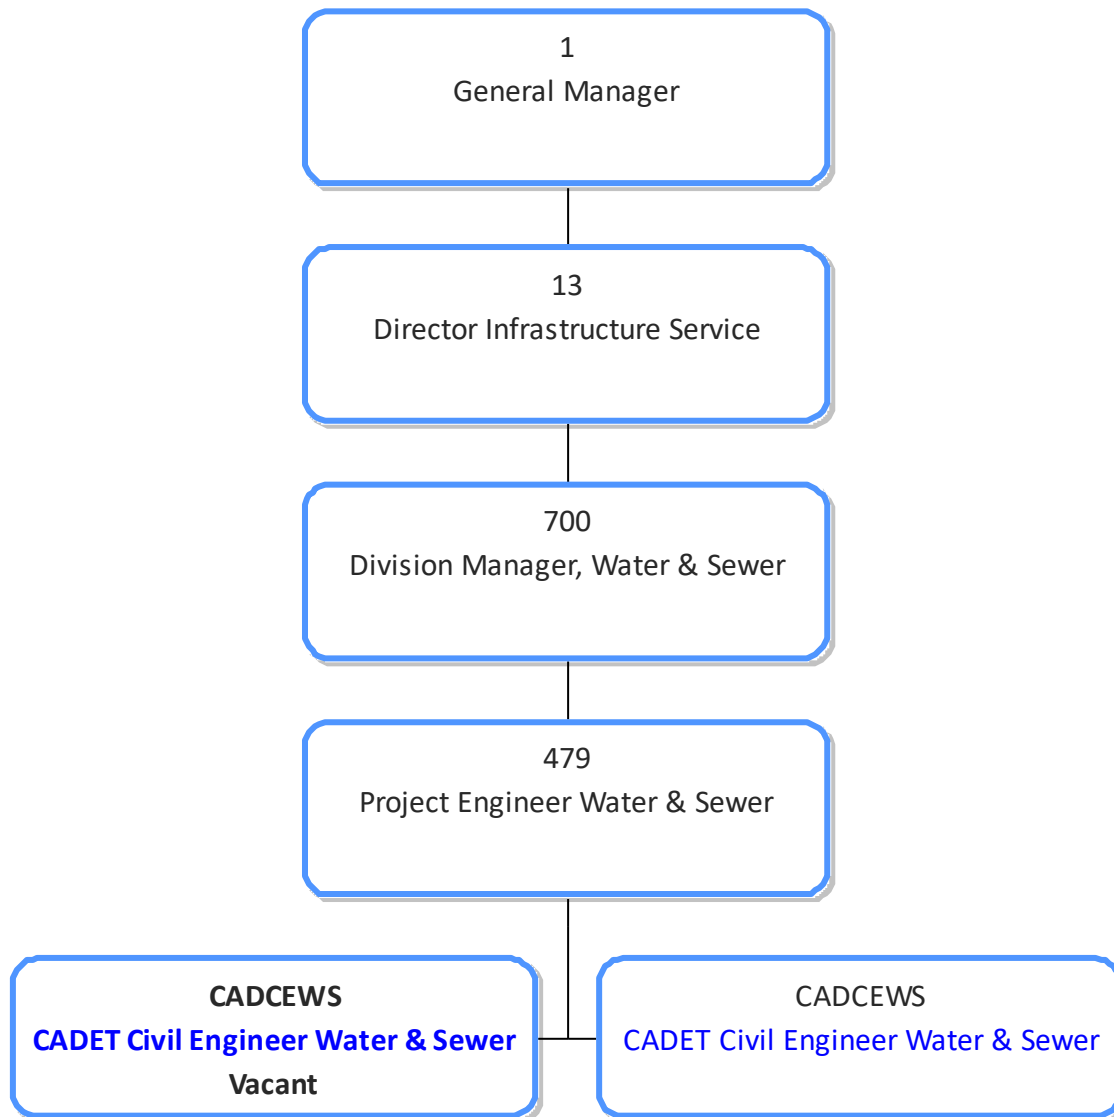 1
General Manager
13
Director Infrastructure Service
700
Division Manager, Water & Sewer
479
Project Engineer Water & Sewer
CADCEWS
CADET Civil Engineer Water & Sewer
Vacant
CADCEWS
CADET Civil Engineer Water & Sewer